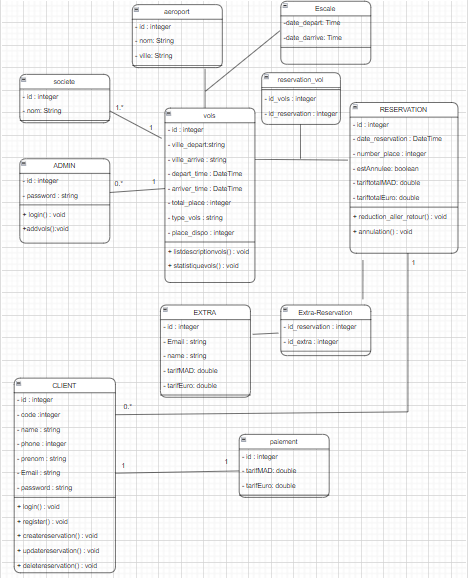 aeroport
- id : integer
- nom: String
- ville: String
Escale
-date_depart: Time
-date_darrive: Time
societe
- id : integer
- nom: String
1.*
1
reservation_vol
- id_vols : integer
- id_reservation : integer
vols
- id : integer
- ville_depart:string
- ville_arrive : string
- depart_time : DateTime
- arriver_time : DateTime
- total_place : integer
- type_vols : string
- place_dispo : integer
+ listdescriptionvols() : void
+ statistiquevols() : void
RESERVATION
- id : integer
- date_reservation : DateTime
- number_place : integer
- estAnnulee: boolean
- tariftotalMAD: double
- tariftotalEuro: double
+ reduction_aller_retour() : void
+ annulation() : void
1
ADMIN
- id : integer
- password : string
+ login() : void
+addvols():void
0.*
1
EXTRA
- id : integer
- Email : string
- name : string
- tarifMAD: double
- tarifEuro: double
Extra-Reservation
- id_reservation : integer
- id_extra : integer
CLIENT
- id : integer
- code :integer
- name : string
- phone : integer
- prenom : string
- Email : string
- password : string
+ login() : void
+ register() : void
+ createreservation() : void
+ updatereservation() : void
+ deletereservation() : void
0.*
1
1
paiement
- id : integer
- tarifMAD: double
- tarifEuro: double